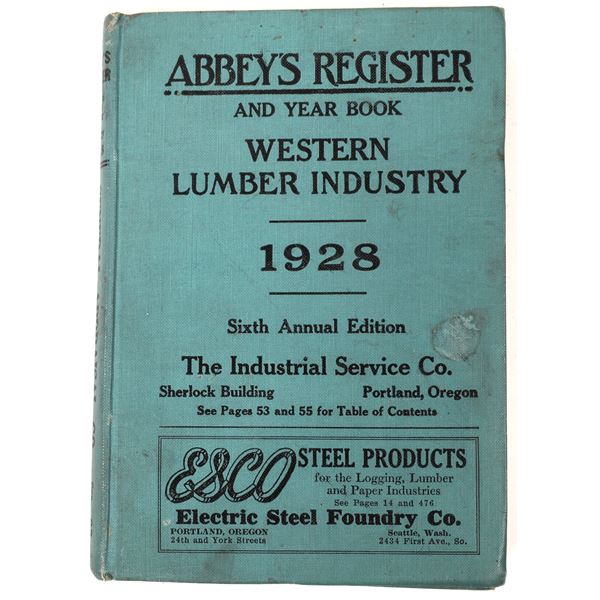 ABBEY'S REGISTER
AND YEAR BOOK
WESTERN
LUMBER INDUSTRY
1928
Sixth Annual Edition
The Industrial Service Co.
Sherlock Building Portland, Oregon
See Pages 53 and 55 for Table of Contents
ESCO STEEL PRODUCTS
for the Logging, Lumber
and Paper Industries
See Pages 14 and 476
Electric Steel Foundry Co.
PORTLAND, OREGON Seattle, Wash.
24th and York Streets 2434 First Ave., So.